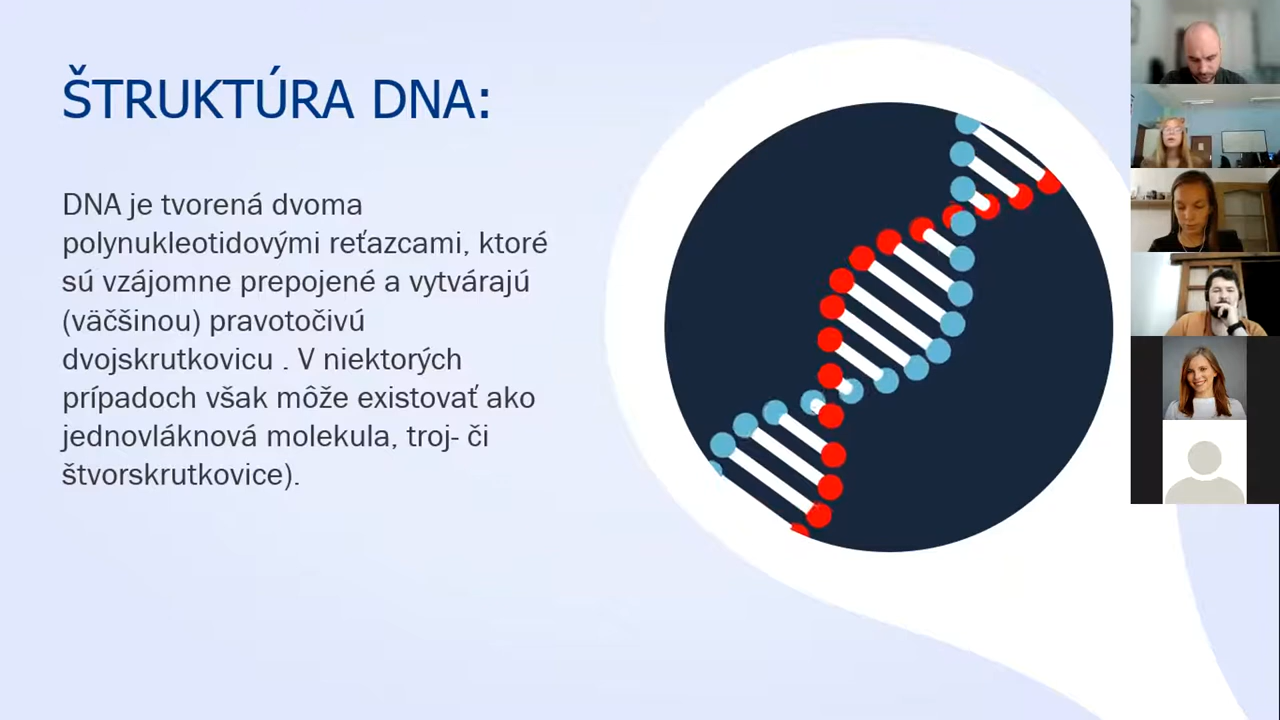 ŠTRUKTÚRA DNA:
DNA je tvorená dvoma
polynukleotidovými reťazcami, ktoré
sú vzájomne prepojené a vytvárajú
(väčšinou) pravotočivú
dvojskrutkovicu . V niektorých
prípadoch však môže existovať ako
jednovláknová molekula, troj- či
štvorskrutkovice).